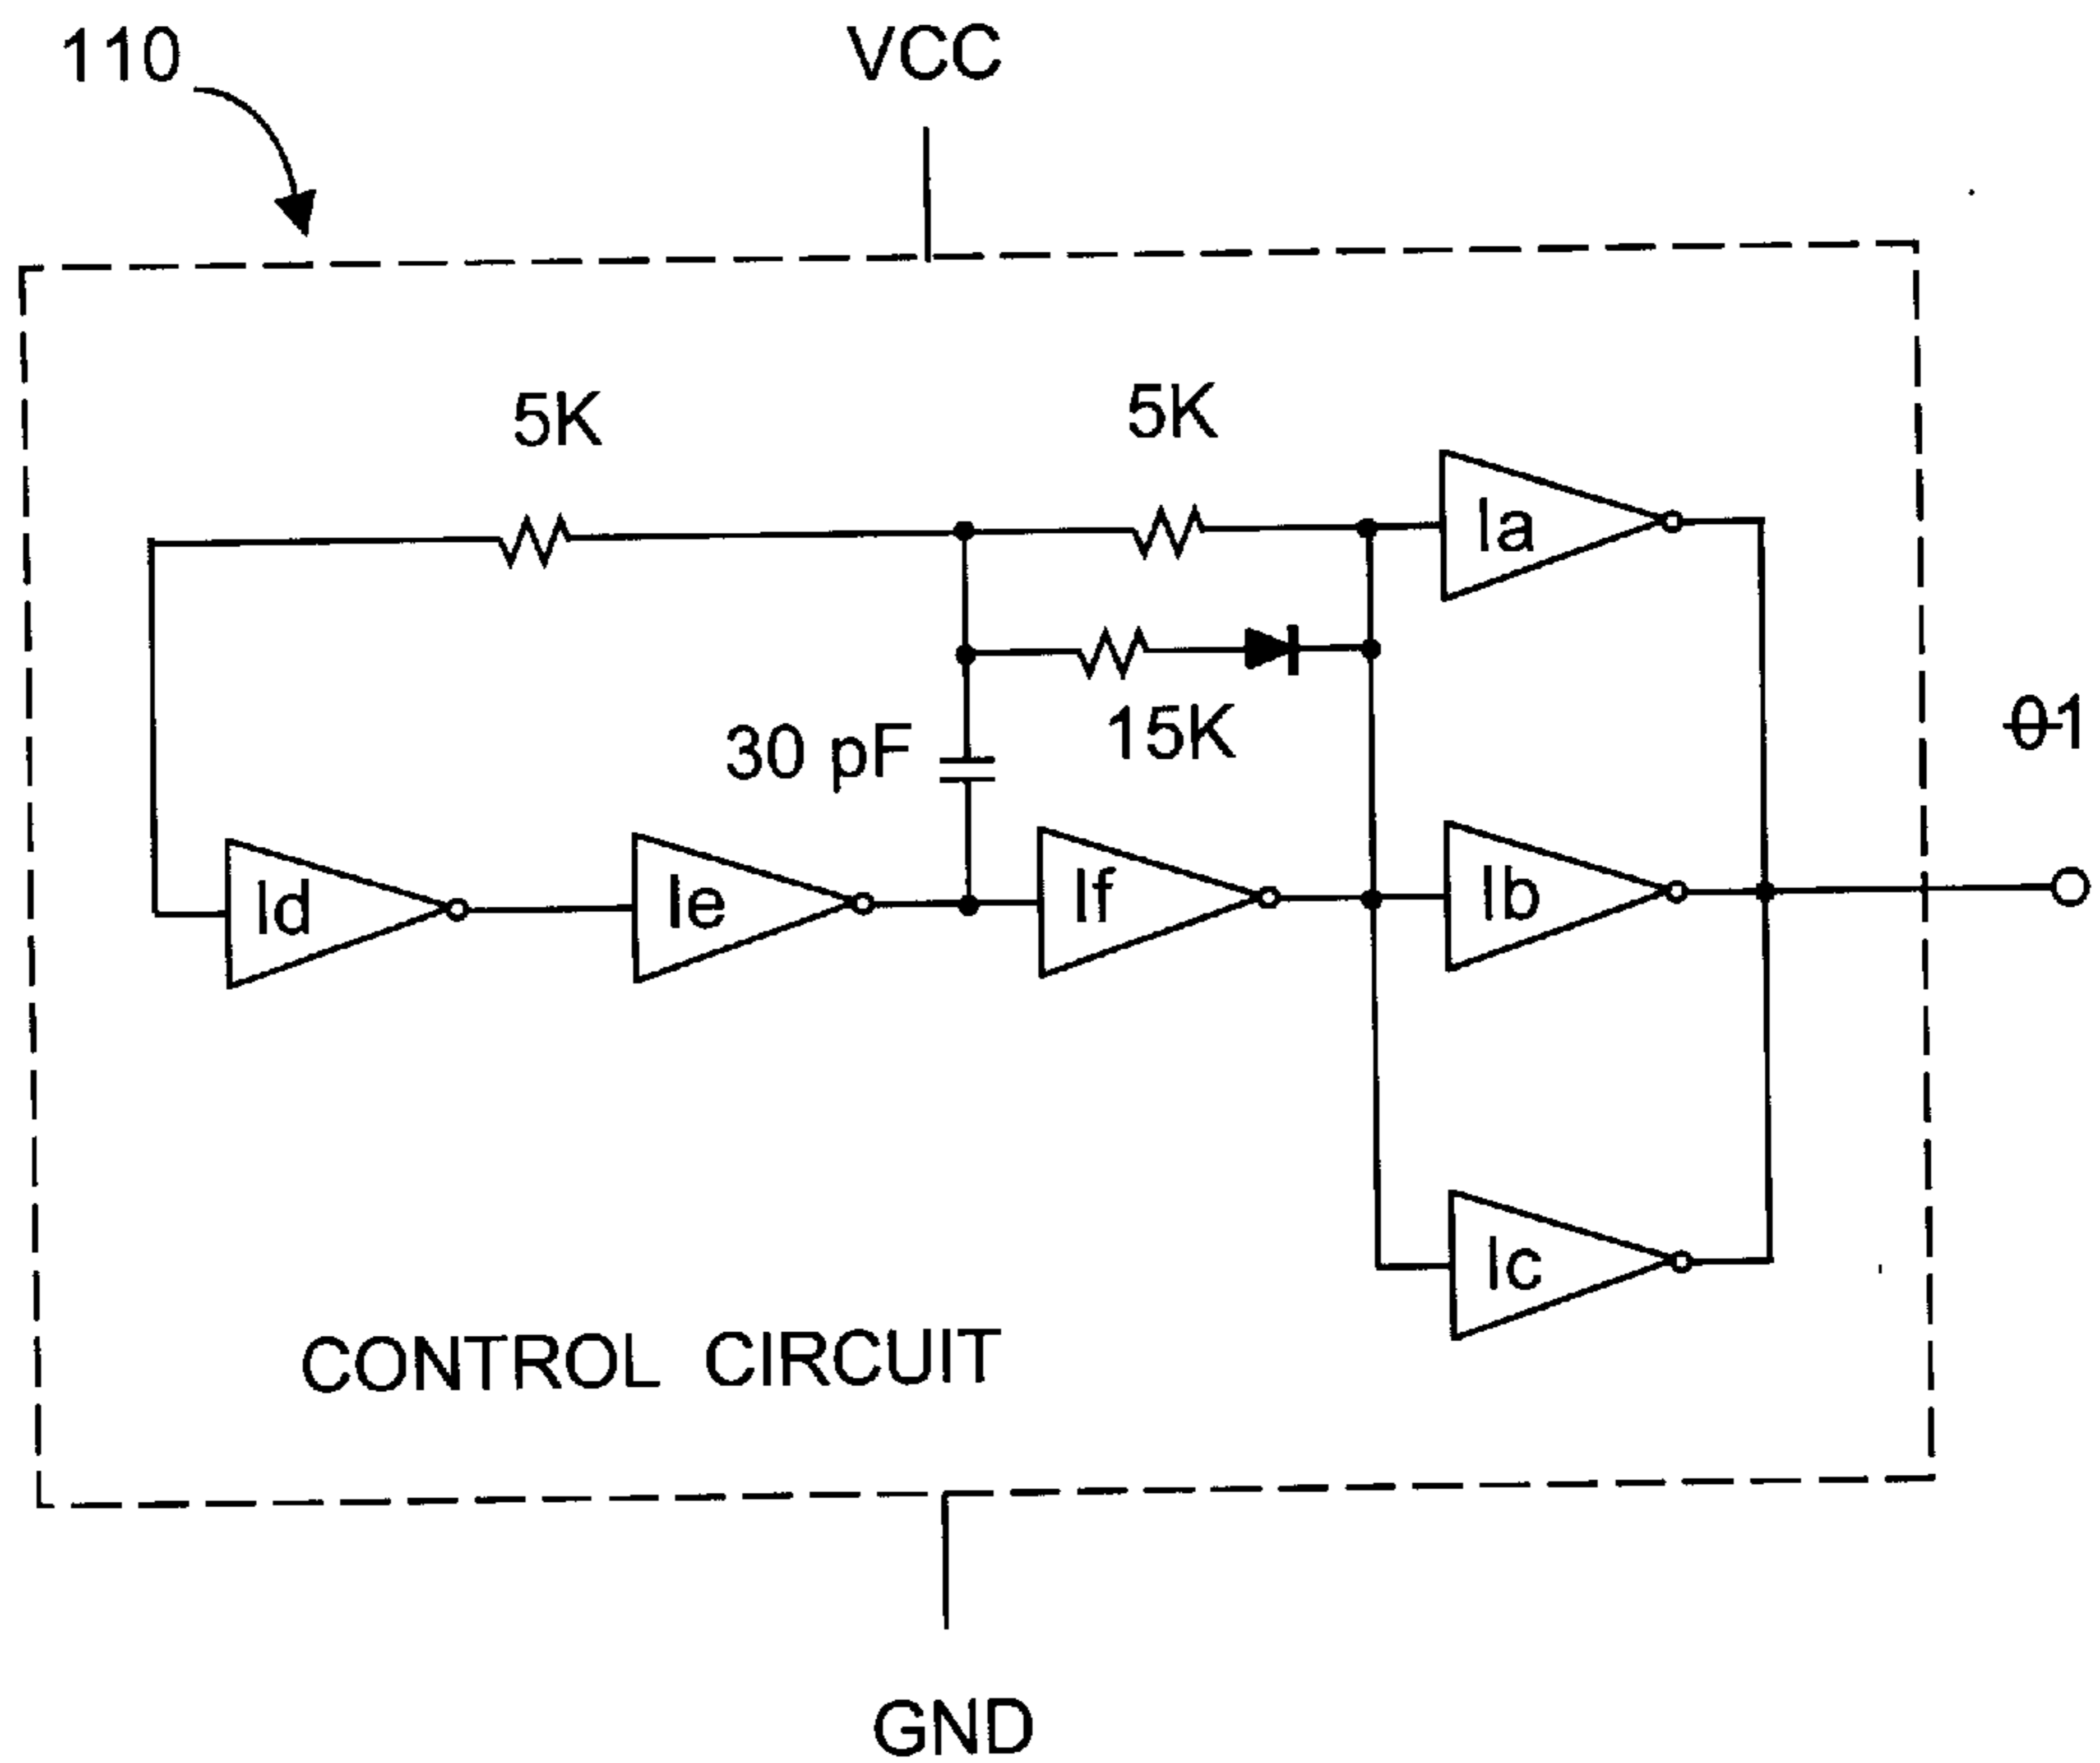 110
VCC
5K
5K
Ia
30 pF
15K
θ1
Id
Ie
If
Ib
Ic
CONTROL CIRCUIT
GND